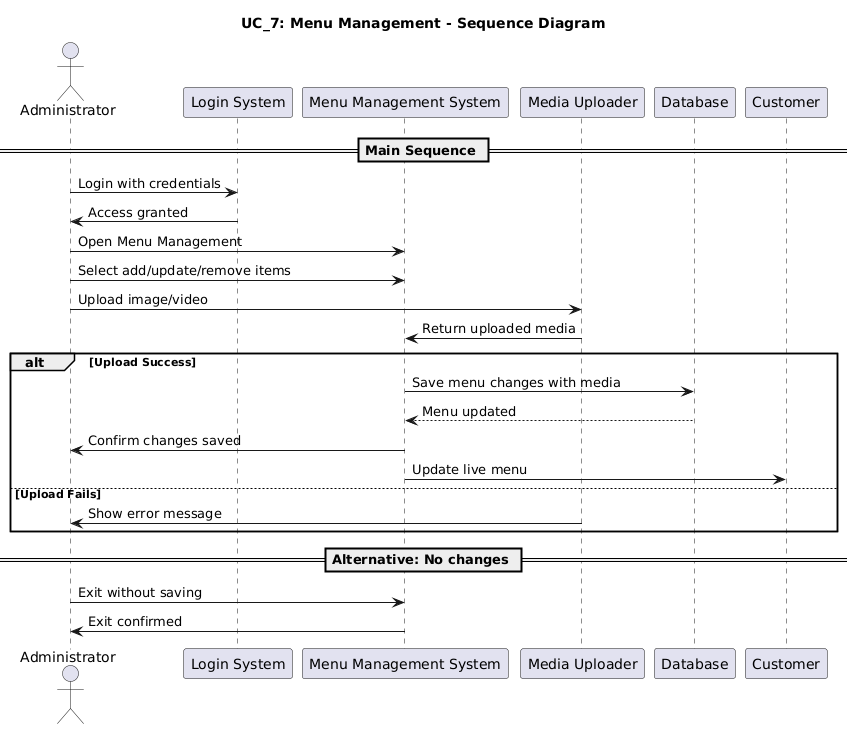 UC_7: Menu Management - Sequence Diagram
Administrator
Login System
Menu Management System
Media Uploader
Database
Customer
Main Sequence
Login with credentials
Access granted
Open Menu Management
Select add/update/remove items
Upload image/video
Return uploaded media
alt
[Upload Success]
Save menu changes with media
Menu updated
Confirm changes saved
Update live menu
[Upload Fails]
Show error message
Alternative: No changes
Exit without saving
Exit confirmed
Administrator
Login System
Menu Management System
Media Uploader
Database
Customer